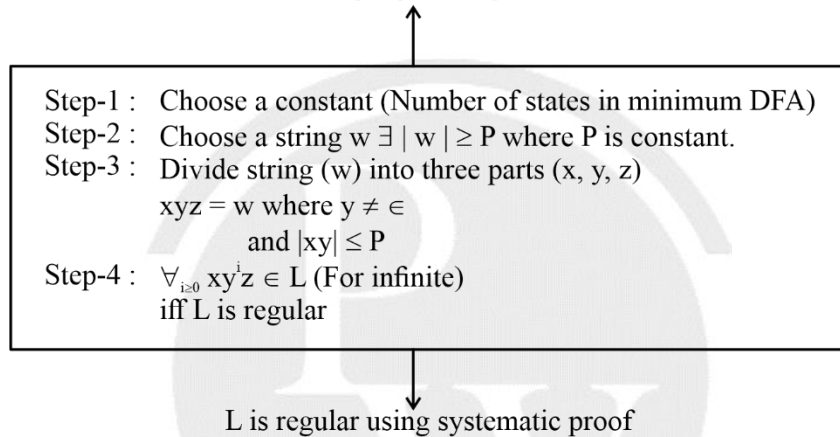 Step-1 : Choose a constant (Number of states in minimum DFA)
Step-2 : Choose a string w ∃ | w | ≥ P where P is constant.
Step-3 : Divide string (w) into three parts (x, y, z)
xyz = w where y ≠ ∈
and |xy| ≤ P
Step-4 : ∀i≥0 xyⁱz ∈ L (For infinite)
iff L is regular
L is regular using systematic proof